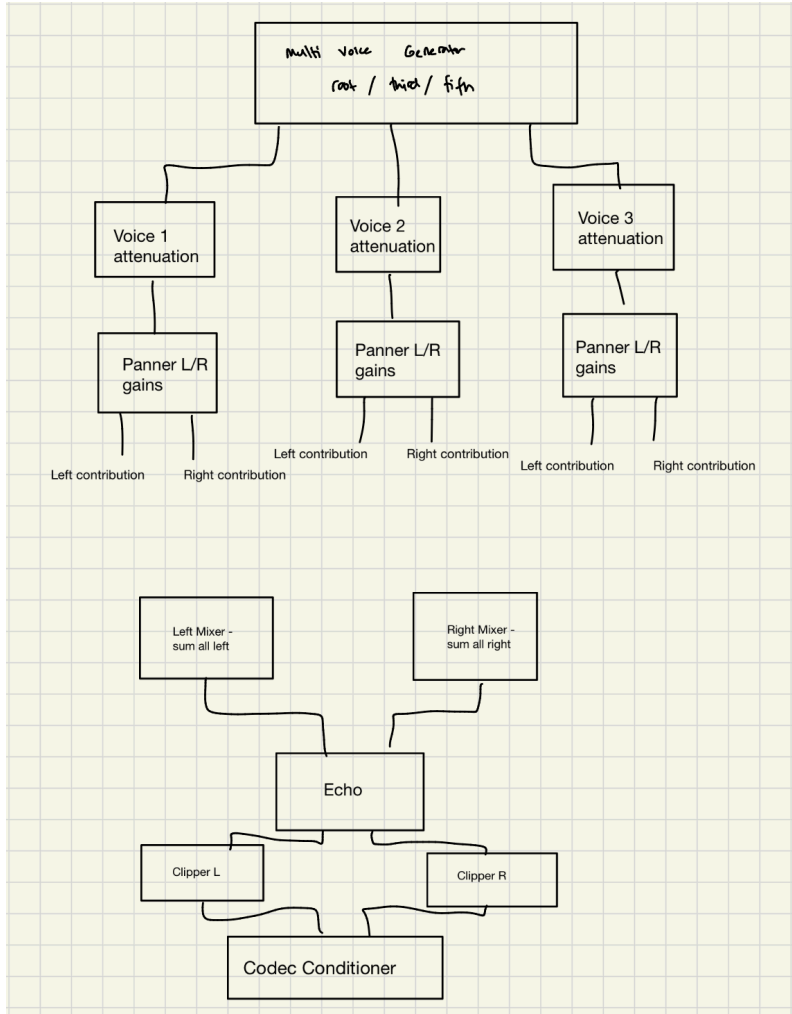 Multi Voice Generator
root / third / fifth
Voice 1
attenuation
Voice 2
attenuation
Voice 3
attenuation
Panner L/R
gains
Panner L/R
gains
Panner L/R
gains
Left contribution
Right contribution
Left contribution
Right contribution
Left contribution
Right contribution
Left Mixer -
sum all left
Right Mixer -
sum all right
Echo
Clipper L
Clipper R
Codec Conditioner